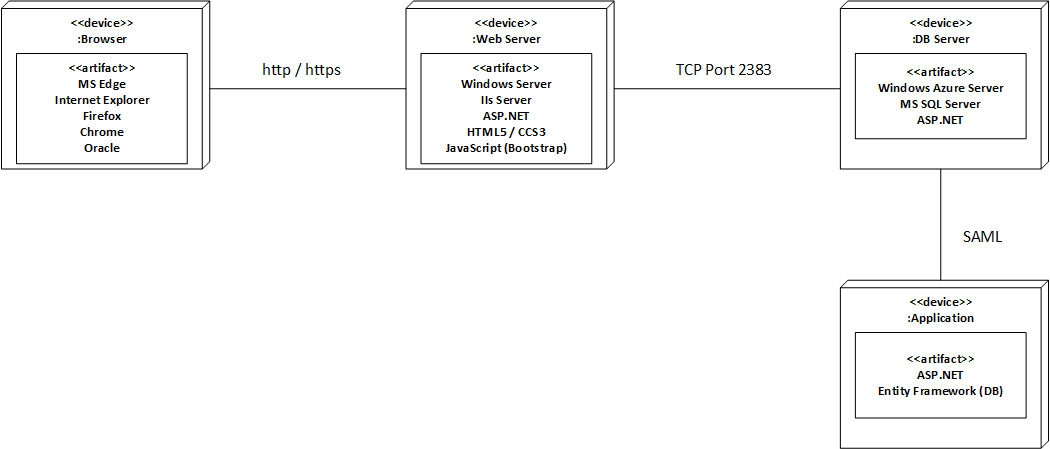 <<device>>
:Browser
<<artifact>>
MS Edge
Internet Explorer
Firefox
Chrome
Oracle
http / https
<<device>>
:Web Server
<<artifact>>
Windows Server
IIs Server
ASP.NET
HTML5 / CCS3
JavaScript (Bootstrap)
TCP Port 2383
<<device>>
:DB Server
<<artifact>>
Windows Azure Server
MS SQL Server
ASP.NET
SAML
<<device>>
:Application
<<artifact>>
ASP.NET
Entity Framework (DB)